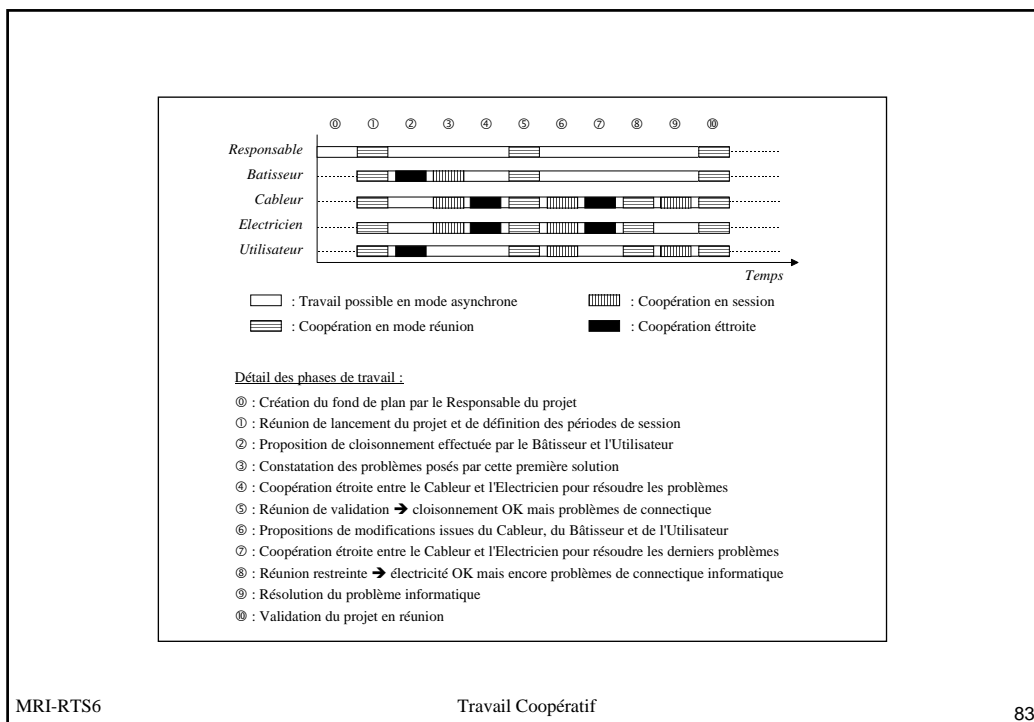 ⓪ ① ② ③ ④ ⑤ ⑥ ⑦ ⑧ ⑨ ⑩
Responsable
Batisseur
Cableur
Electricien
Utilisateur
Temps
: Travail possible en mode asynchrone
: Coopération en session
: Coopération en mode réunion
: Coopération éttroite
Détail des phases de travail :
⓪ : Création du fond de plan par le Responsable du projet
① : Réunion de lancement du projet et de définition des périodes de session
② : Proposition de cloisonnement effectuée par le Bâtisseur et l'Utilisateur
③ : Constatation des problèmes posés par cette première solution
④ : Coopération étroite entre le Cableur et l'Electricien pour résoudre les problèmes
⑤ : Réunion de validation ➔ cloisonnement OK mais problèmes de connectique
⑥ : Propositions de modifications issues du Cableur, du Bâtisseur et de l'Utilisateur
⑦ : Coopération étroite entre le Cableur et l'Electricien pour résoudre les derniers problèmes
⑧ : Réunion restreinte ➔ électricité OK mais encore problèmes de connectique informatique
⑨ : Résolution du problème informatique
⑩ : Validation du projet en réunion
MRI-RTS6
Travail Coopératif
83